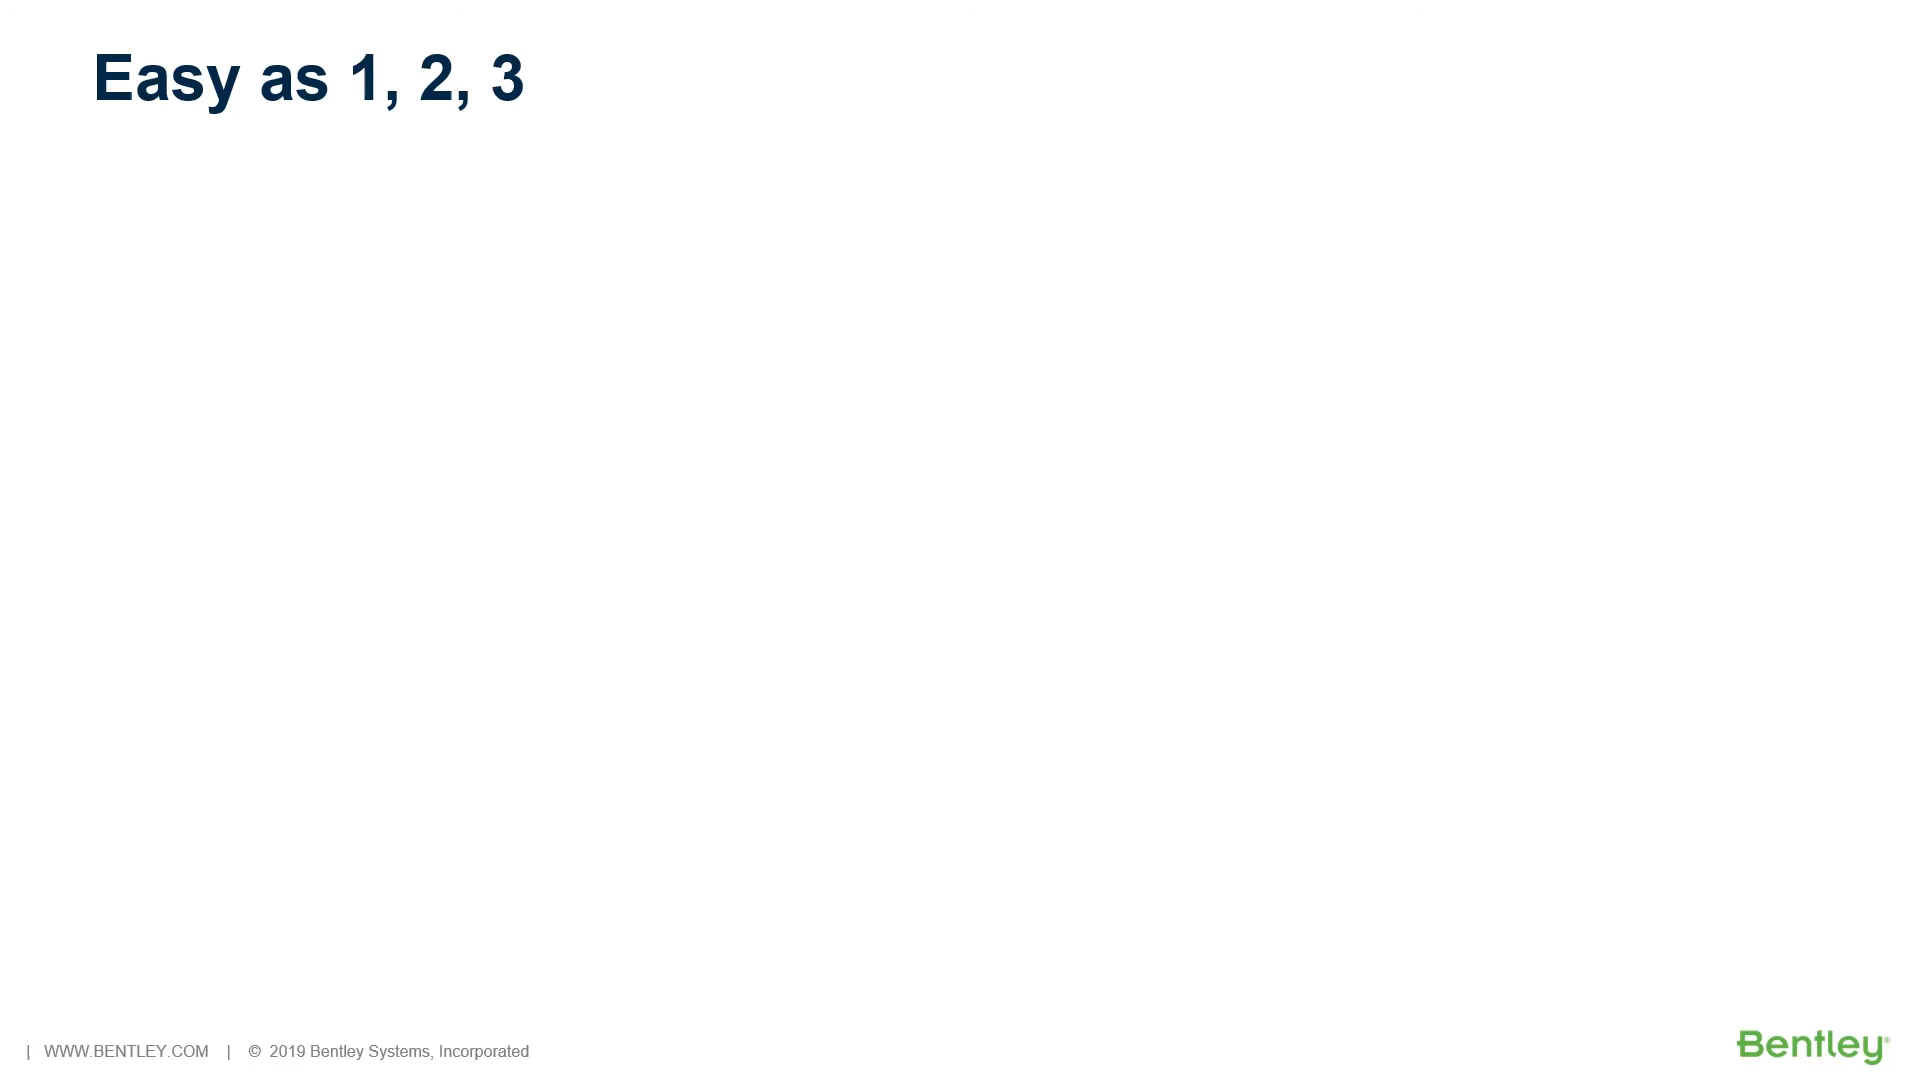 Easy as 1, 2, 3
| WWW.BENTLEY.COM | © 2019 Bentley Systems, Incorporated
Bentley®